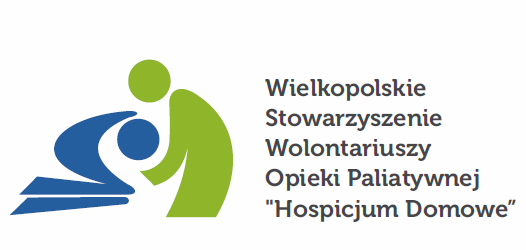 Wielkopolskie
Stowarzyszenie
Wolontariuszy
Opieki Paliatywnej
"Hospicjum Domowe”